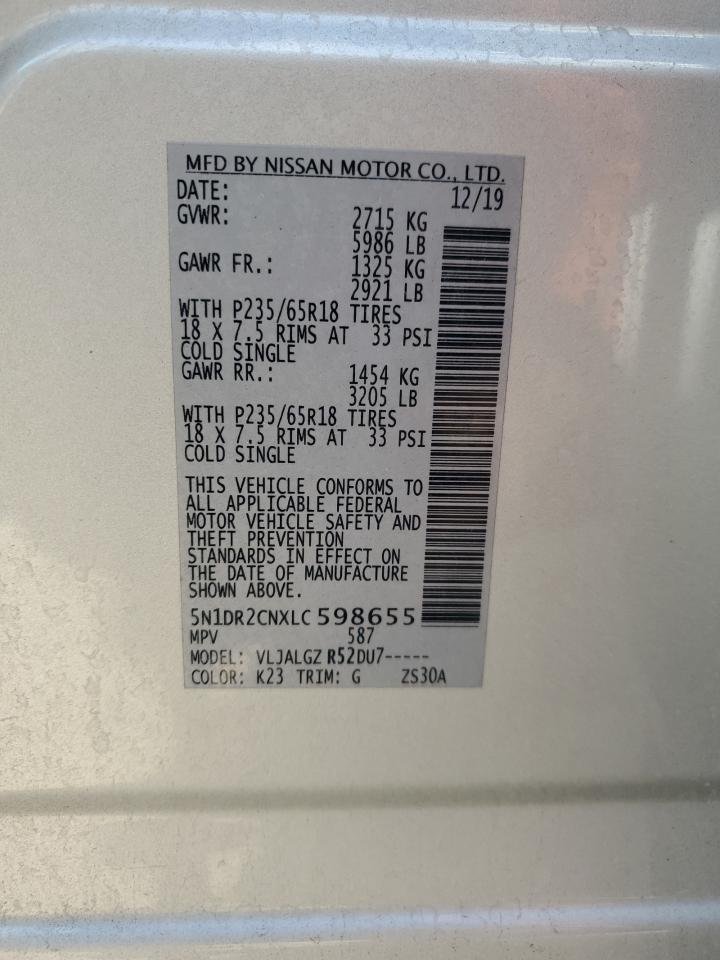 MFD BY NISSAN MOTOR CO., LTD.
DATE: 12/19
GVWR: 2715 KG
5986 LB
GAWR FR.: 1325 KG
2921 LB
WITH P235/65R18 TIRES
18 X 7.5 RIMS AT 33 PSI
COLD SINGLE
GAWR RR.: 1454 KG
3205 LB
WITH P235/65R18 TIRES
18 X 7.5 RIMS AT 33 PSI
COLD SINGLE
THIS VEHICLE CONFORMS TO
ALL APPLICABLE FEDERAL
MOTOR VEHICLE SAFETY AND
THEFT PREVENTION
STANDARDS IN EFFECT ON
THE DATE OF MANUFACTURE
SHOWN ABOVE.
5N1DR2CNXLC598655
MPV 587
MODEL: VLJALGZ R52DU7-----
COLOR: K23 TRIM: G ZS30A